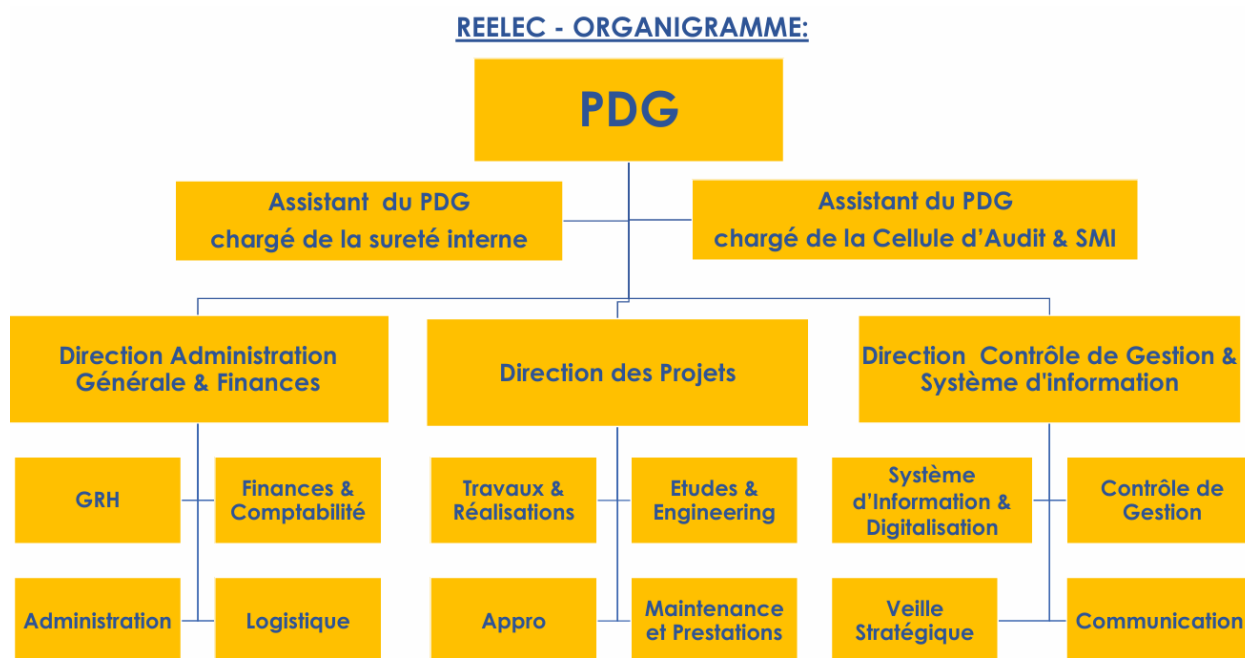 REELEC - ORGANIGRAMME:
PDG
Assistant du PDG
chargé de la sureté interne
Assistant du PDG
chargé de la Cellule d'Audit & SMI
Direction Administration
Générale & Finances
Direction des Projets
Direction Contrôle de Gestion &
Système d'information
GRH
Finances &
Comptabilité
Travaux &
Réalisations
Etudes &
Engineering
Système
d'Information &
Digitalisation
Contrôle de
Gestion
Administration
Logistique
Appro
Maintenance
et Prestations
Veille
Stratégique
Communication